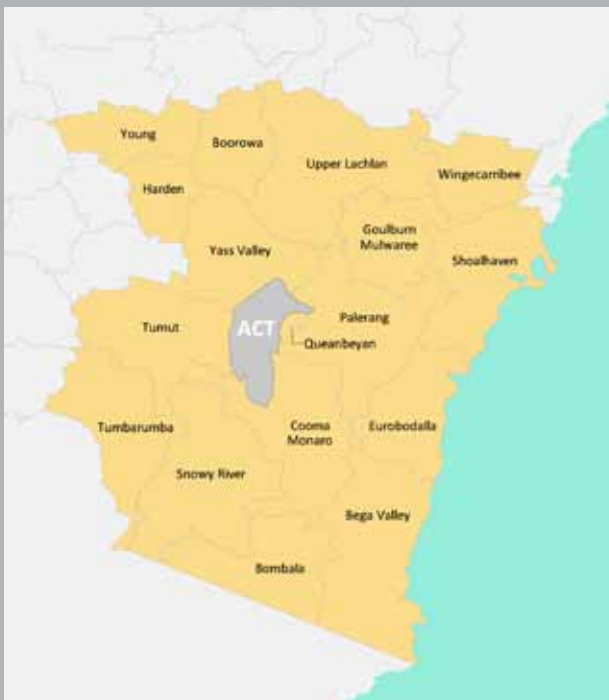 Young
Boorowa
Upper Lachlan
Wingecarribee
Harden
Goulburn
Mulwaree
Yass Valley
Shoalhaven
Palerang
Tumut
ACT
Queanbeyan
Tumbarumba
Cooma
Monaro
Eurobodalla
Snowy River
Bega Valley
Bombala